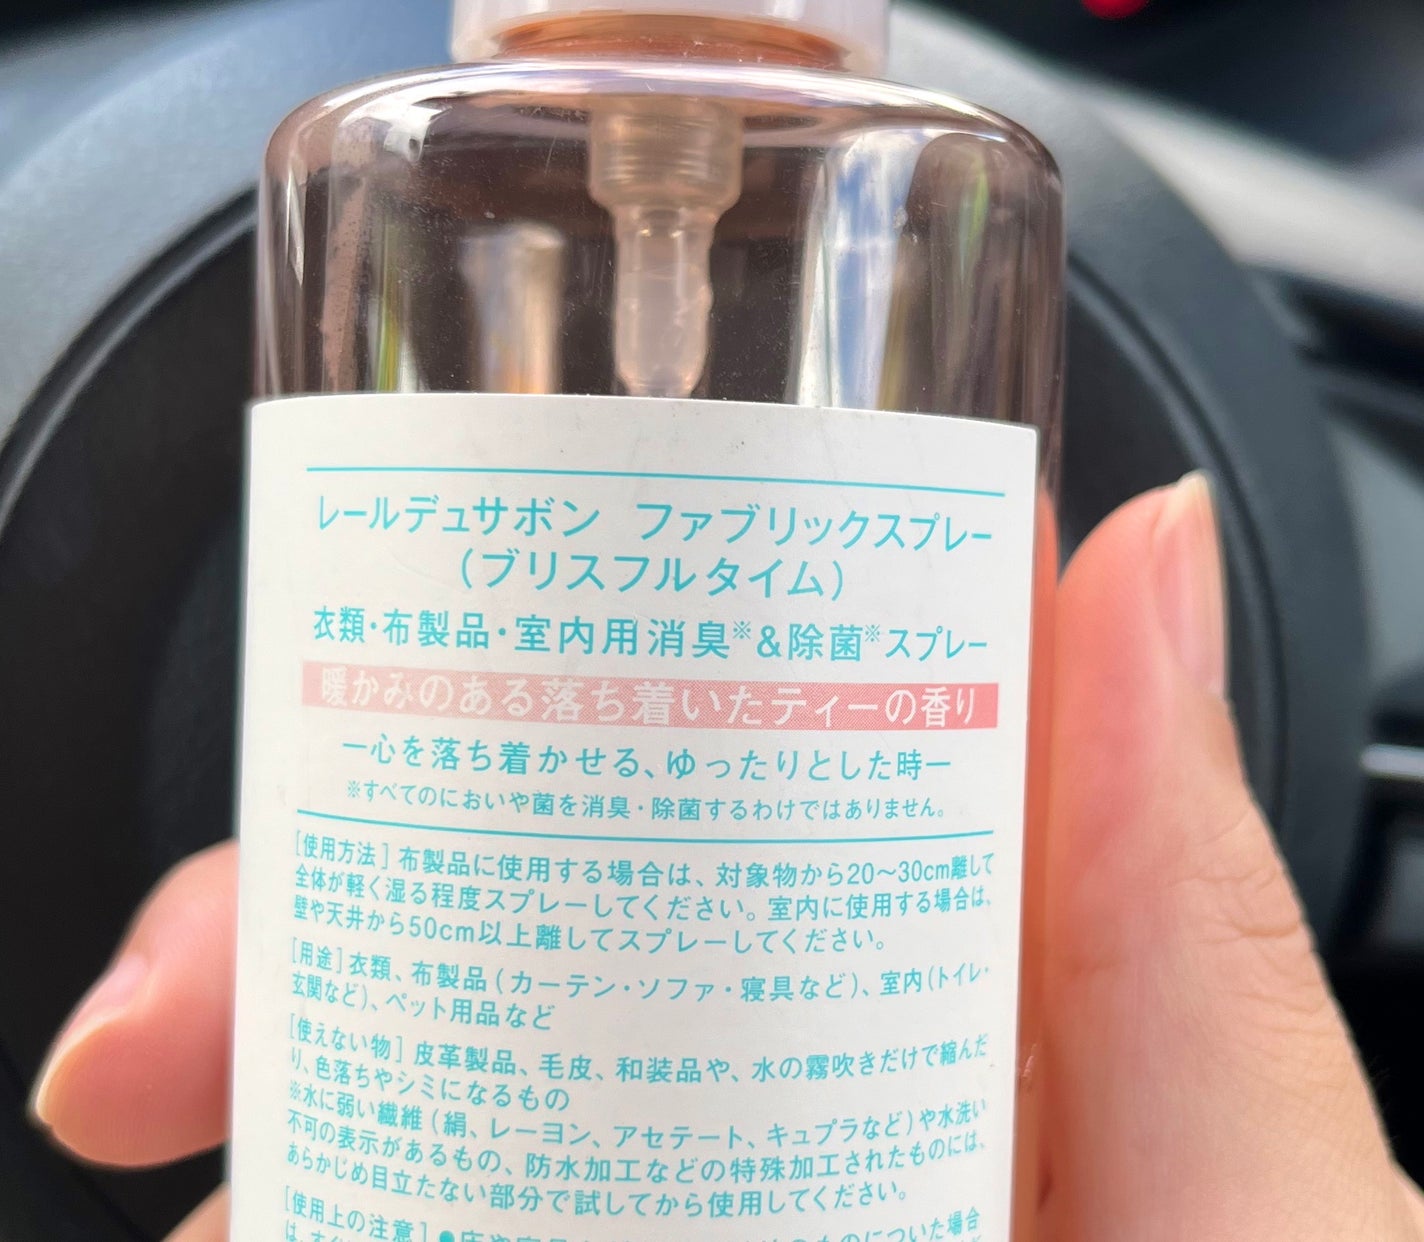 レールデュサボン ファブリックスプレー
(ブリスフルタイム)
衣類・布製品・室内用消臭※&除菌※スプレー
暖かみのある落ち着いたティーの香り
ー心を落ち着かせる、ゆったりとした時ー
※すべてのにおいや菌を消臭・除菌するわけではありません。
[使用方法]布製品に使用する場合は、対象物から20〜30cm離して
全体が軽く湿る程度スプレーしてください。室内に使用する場合は、
壁や天井から50cm以上離してスプレーしてください。
[用途]衣類、布製品(カーテン・ソファ・寝具など)、室内(トイレ・
玄関など)、ペット用品など
[使えない物]皮革製品、毛皮、和装品や、水の霧吹きだけで縮んだ
り、色落ちやシミになるもの
※水に弱い繊維(絹、レーヨン、アセテート、キュプラなど)や水洗い
不可の表示があるもの、防水加工などの特殊加工されたものには、
あらかじめ目立たない部分で試してから使用してください。
[使用上の注意]●床や家具 のものについた場合